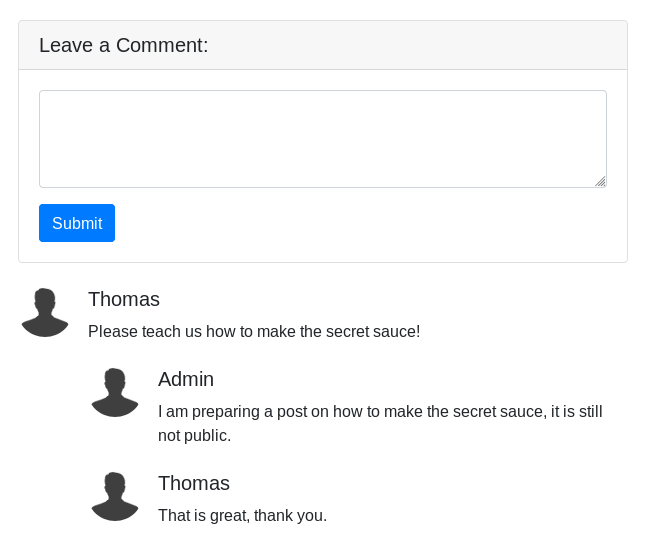 Leave a Comment:
Submit
Thomas
Please teach us how to make the secret sauce!
Admin
I am preparing a post on how to make the secret sauce, it is still
not public.
Thomas
That is great, thank you.